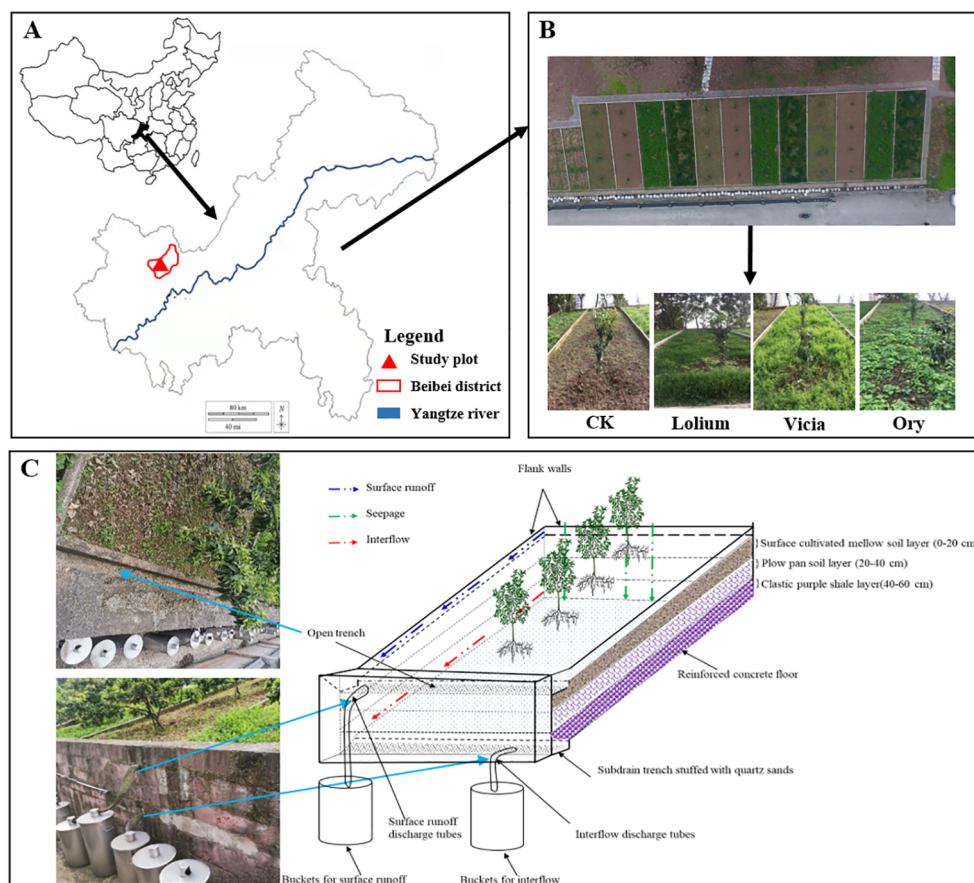 A
Legend
Study plot
Beibei district
Yangtze river
80 km
40 mi
N
B
CK
Lolium
Vicia
Ory
C
Surface runoff
Seepage
Interflow
Flank walls
}Surface cultivated mellow soil layer (0-20 cm
}Plow pan soil layer (20-40 cm)
}Clastic purple shale layer(40-60 cm)
Open trench
Reinforced concrete floor
Subdrain trench stuffed with quartz sands
Surface runoff
discharge tubes
Interflow discharge tubes
Buckets for surface runoff
Buckets for interflow